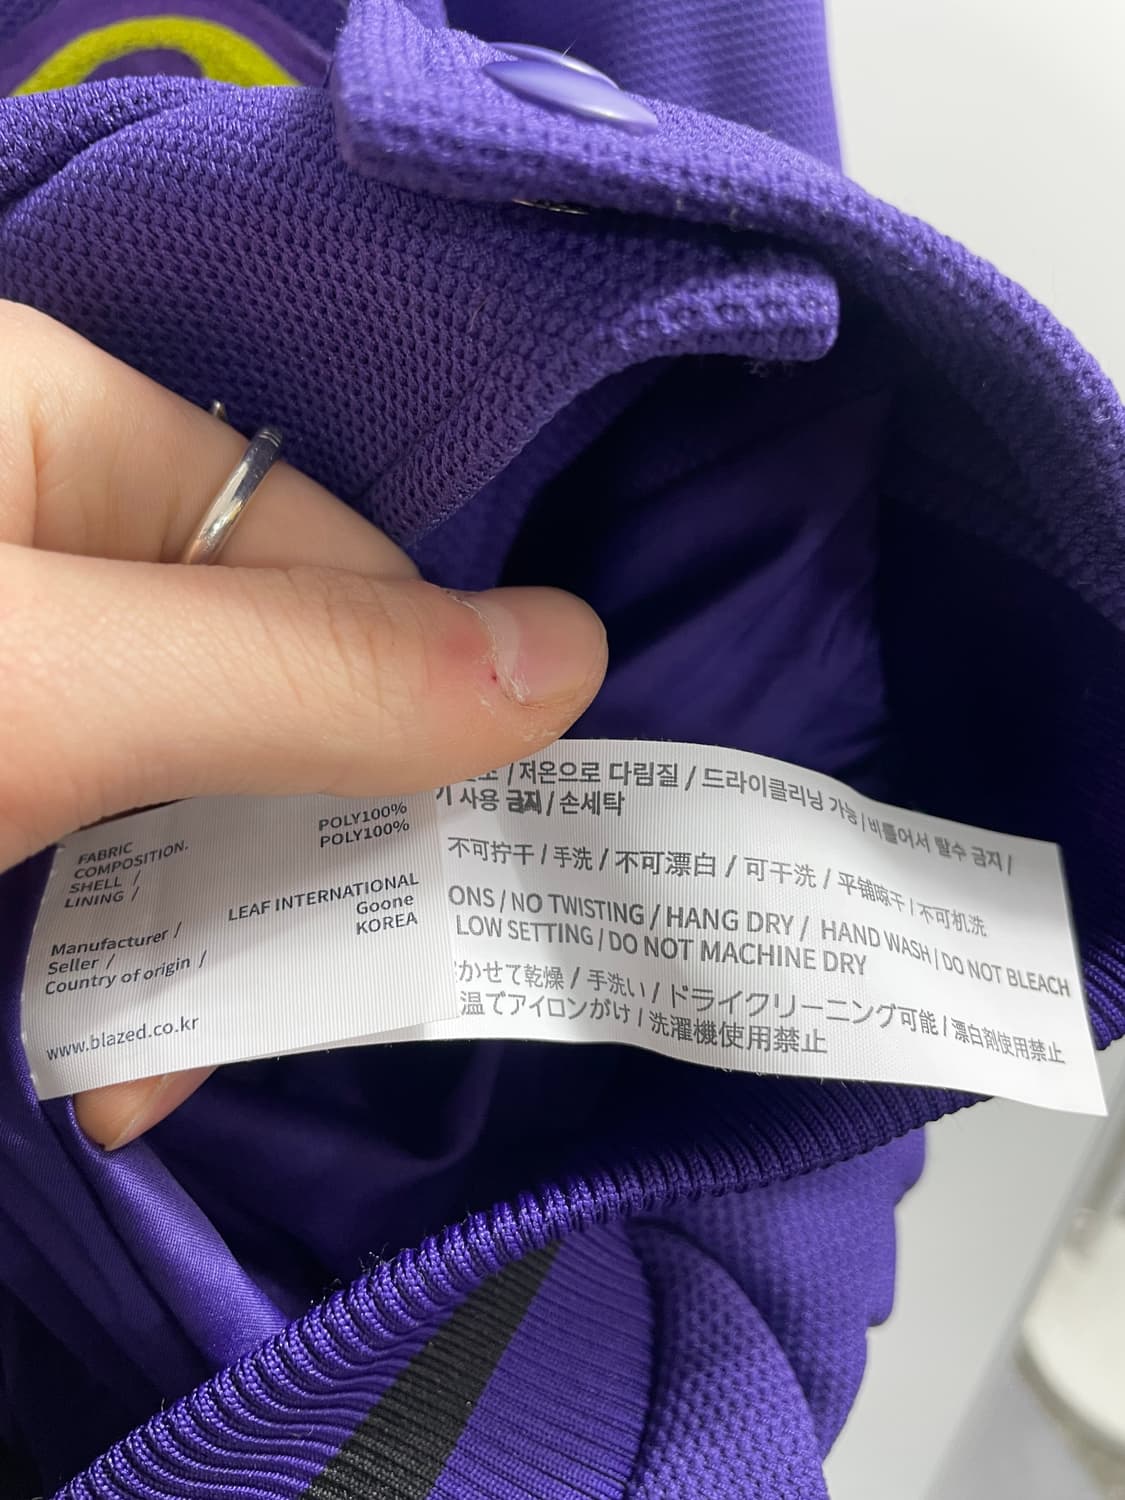 FABRIC
COMPOSITION.
SHELL / POLY100%
LINING / POLY100%
Manufacturer / LEAF INTERNATIONAL
Seller / Goone
Country of origin / KOREA
www.blazed.co.kr
/ 저온으로 다림질 / 드라이클리닝 가능 / 비틀어서 탈수 금지 /
사용 금지 / 손세탁
不可拧干 / 手洗 / 不可漂白 / 可干洗 / 平铺晾干 / 不可机洗
ONS / NO TWISTING / HANG DRY / HAND WASH / DO NOT BLEACH
LOW SETTING / DO NOT MACHINE DRY
かせて乾燥 / 手洗い / ドライクリーニング可能 / 漂白剤使用禁止
温でアイロンがけ / 洗濯機使用禁止